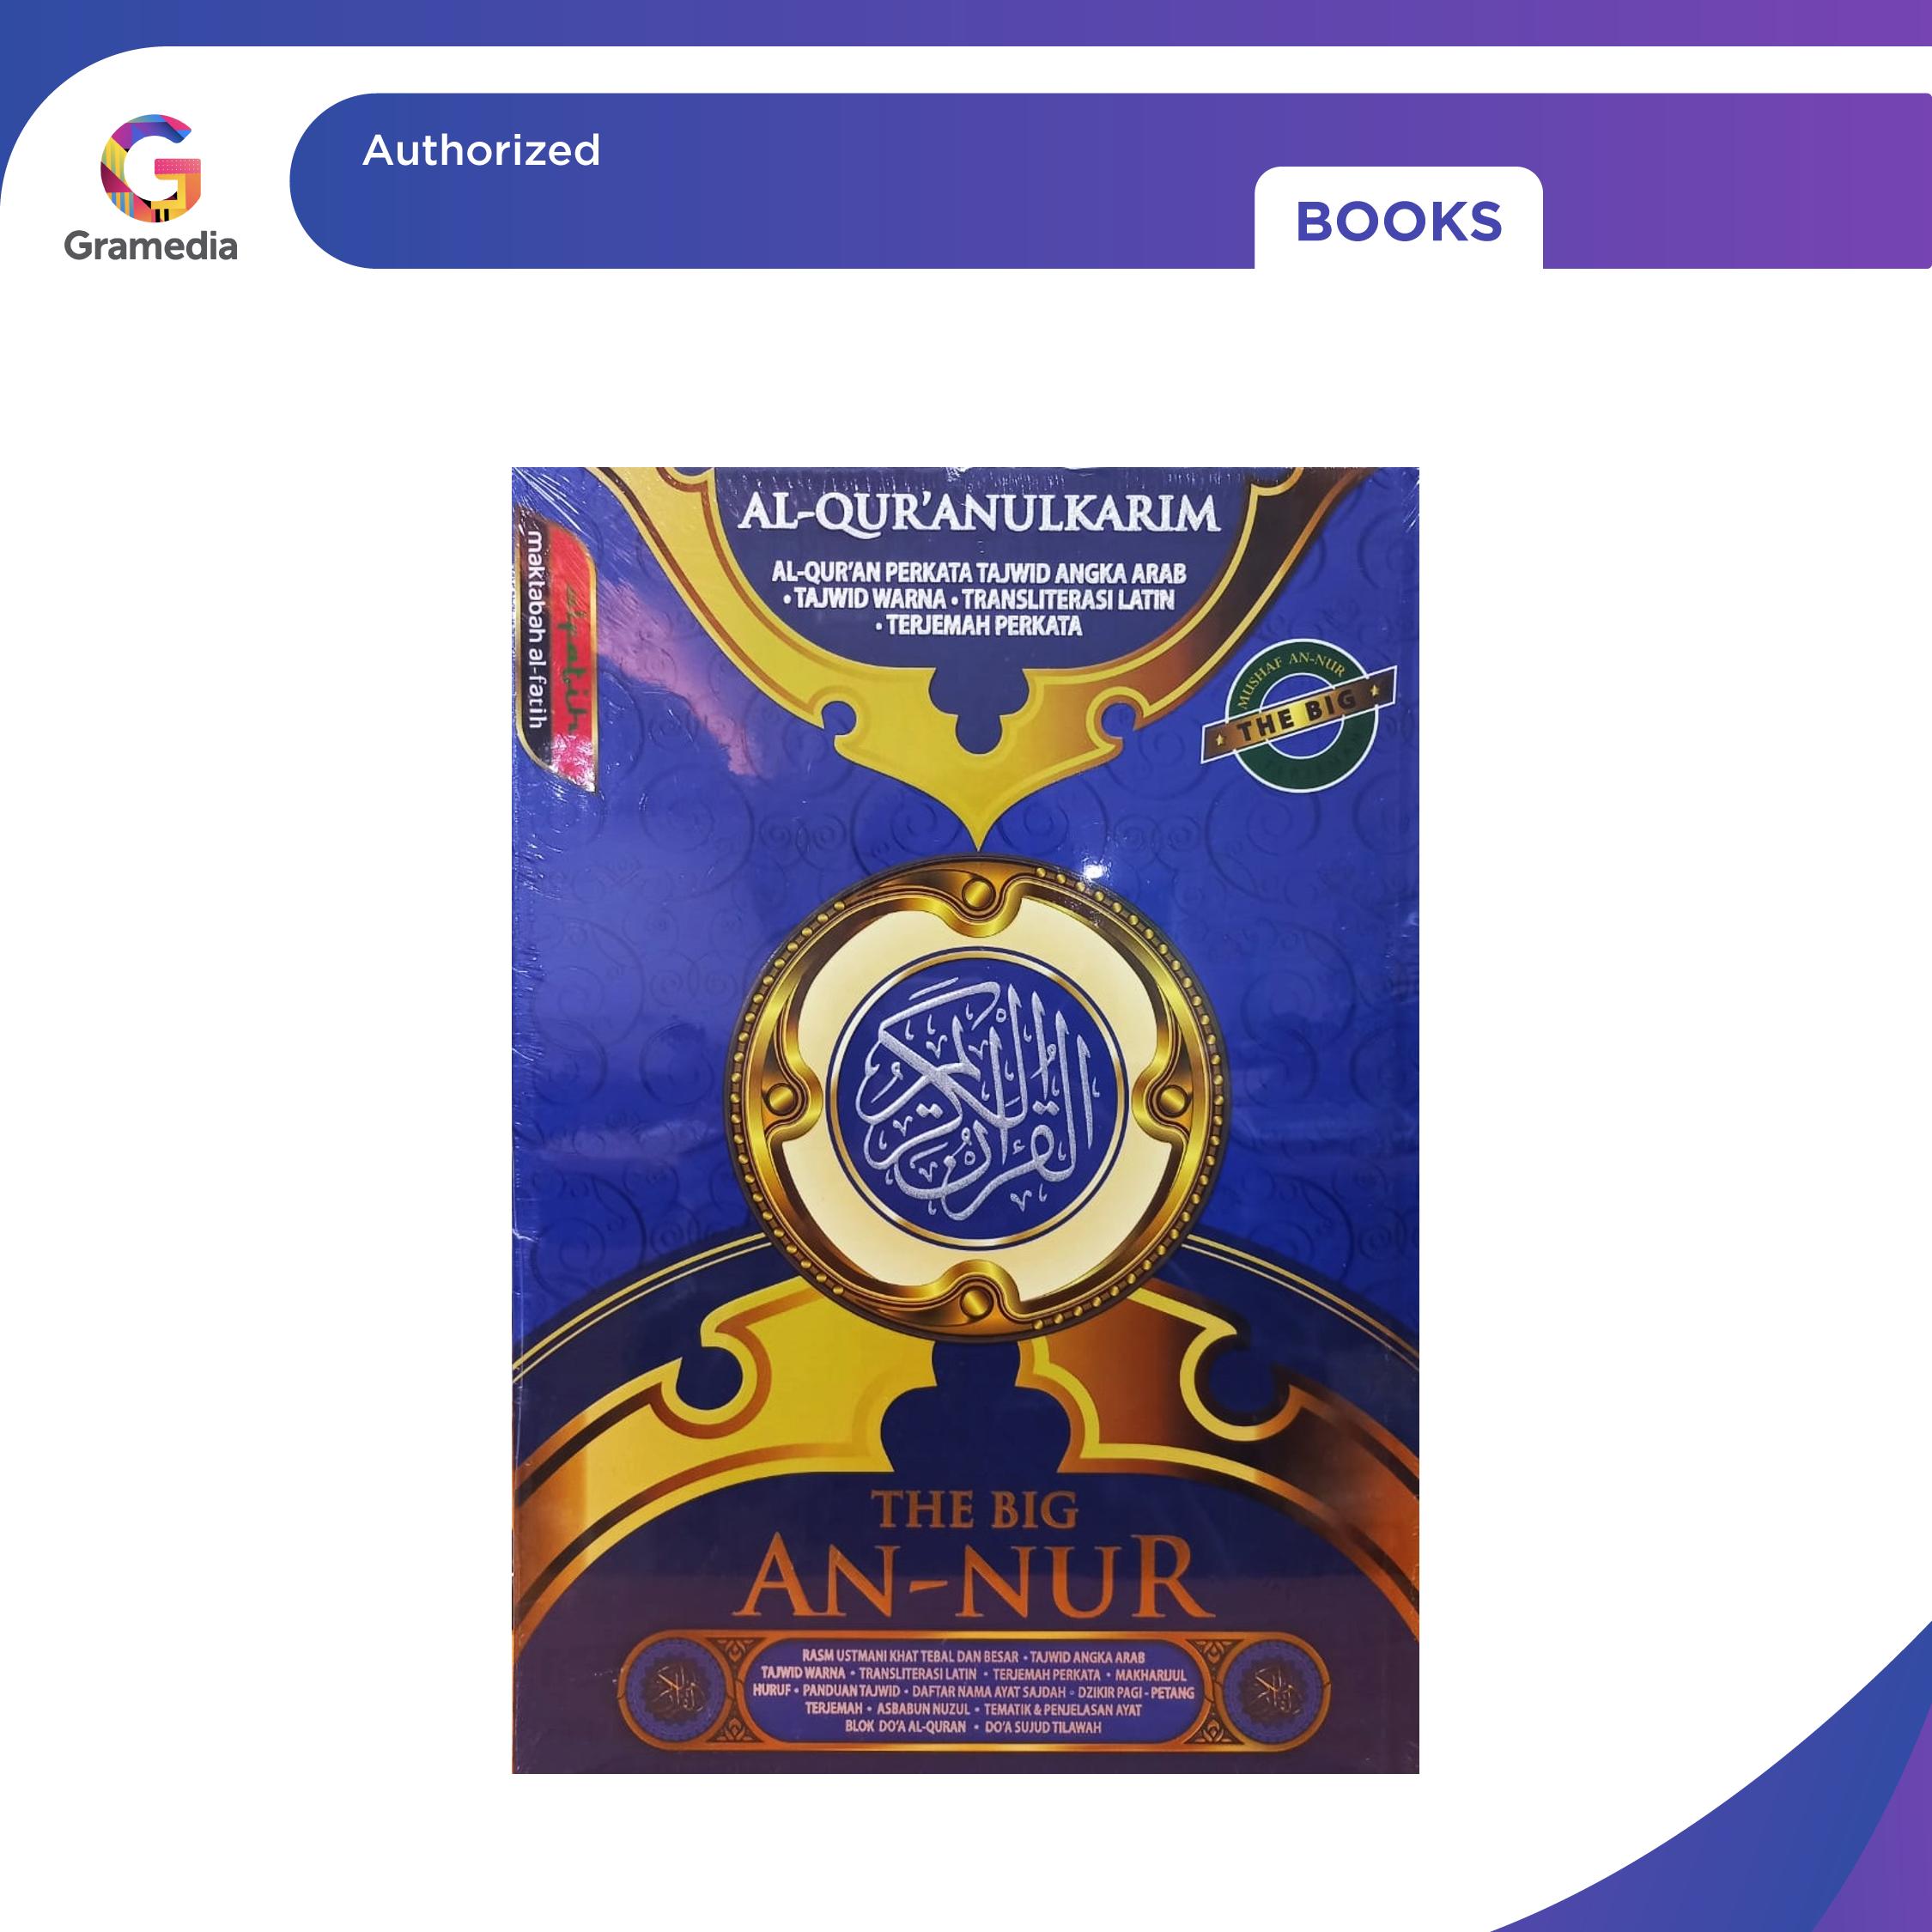 Gramedia
Authorized
BOOKS
AL-QUR'ANULKARIM
AL-QUR'AN PERKATA TAJWID ANGKA ARAB
• TAJWID WARNA • TRANSLITERASI LATIN
• TERJEMAH PERKATA
maktabah al-fatih
alfatih
MUSHAF AN-NUR
THE BIG
القرآن الكريم
THE BIG
AN-NUR
RASM USTMANI KHAT TEBAL DAN BESAR • TAJWID ANGKA ARAB
TAJWID WARNA • TRANSLITERASI LATIN • TERJEMAH PERKATA • MAKHARIJUL
HURUF • PANDUAN TAJWID • DAFTAR NAMA AYAT SAJDAH • DZIKIR PAGI - PETANG
TERJEMAH • ASBABUN NUZUL • TEMATIK & PENJELASAN AYAT
BLOK DO'A AL-QURAN • DO'A SUJUD TILAWAH